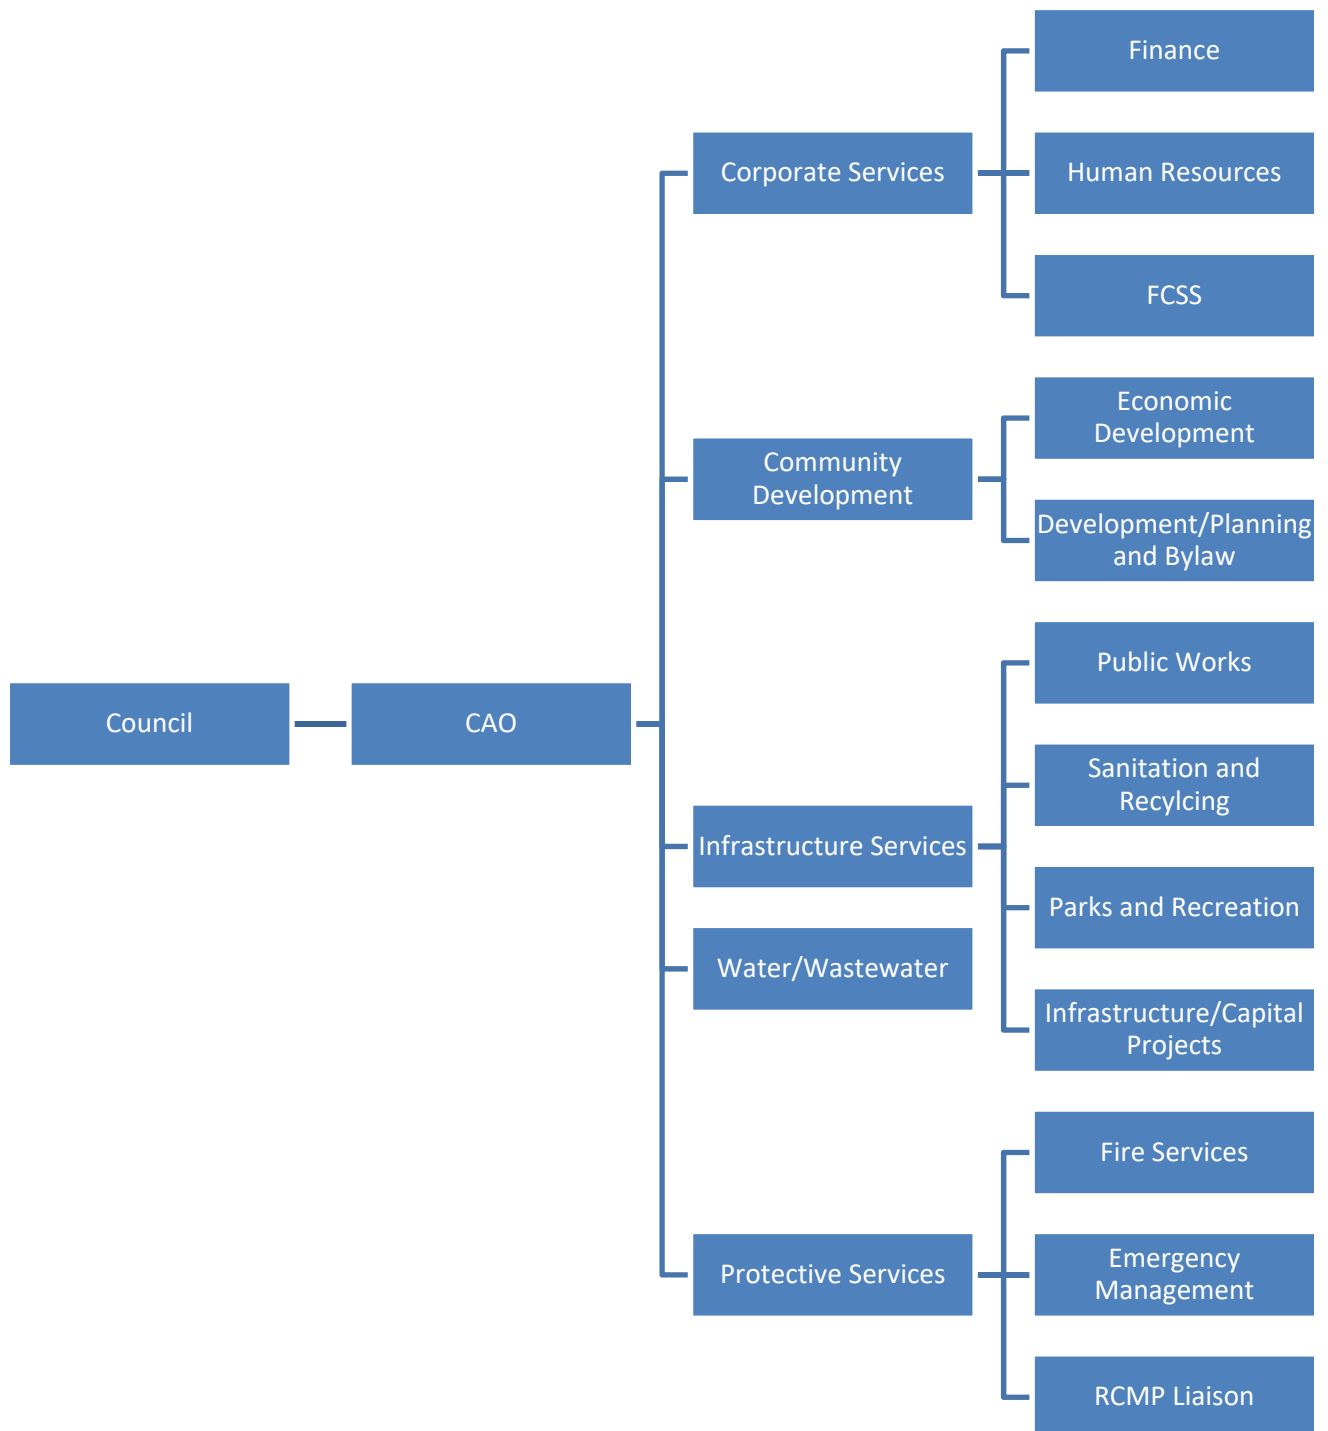 Council
CAO
Corporate Services
Finance
Human Resources
FCSS
Community
Development
Economic
Development
Development/Planning
and Bylaw
Infrastructure Services
Public Works
Sanitation and
Recylcing
Parks and Recreation
Infrastructure/Capital
Projects
Water/Wastewater
Protective Services
Fire Services
Emergency
Management
RCMP Liaison